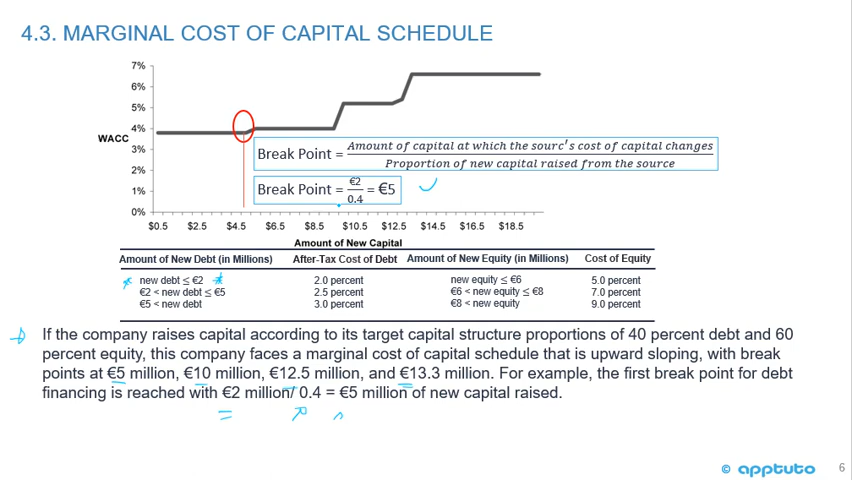 4.3. MARGINAL COST OF CAPITAL SCHEDULE
7%
6%
5%
4%
WACC
3%
2%
1%
0%
Break Point = Amount of capital at which the sourc′s cost of capital changes / Proportion of new capital raised from the source
Break Point = €2 / 0.4 = €5
$0.5 $2.5 $4.5 $6.5 $8.5 $10.5 $12.5 $14.5 $16.5 $18.5
Amount of New Capital
Amount of New Debt (in Millions) After-Tax Cost of Debt Amount of New Equity (in Millions) Cost of Equity
new debt ≤ €2 2.0 percent new equity ≤ €6 5.0 percent
€2 < new debt ≤ €5 2.5 percent €6 < new equity ≤ €8 7.0 percent
€5 < new debt 3.0 percent €8 < new equity 9.0 percent
If the company raises capital according to its target capital structure proportions of 40 percent debt and 60
percent equity, this company faces a marginal cost of capital schedule that is upward sloping, with break
points at €5 million, €10 million, €12.5 million, and €13.3 million. For example, the first break point for debt
financing is reached with €2 million/ 0.4 = €5 million of new capital raised.
© apptuto
6